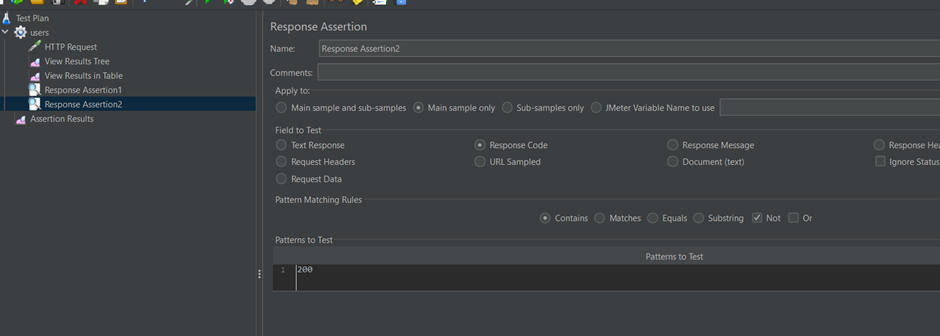 Test Plan
users
HTTP Request
View Results Tree
View Results in Table
Response Assertion1
Response Assertion2
Assertion Results
Response Assertion
Name: Response Assertion2
Comments:
Apply to:
Main sample and sub-samples Main sample only Sub-samples only JMeter Variable Name to use
Field to Test
Text Response Response Code Response Message Response Hea
Request Headers URL Sampled Document (text) Ignore Status
Request Data
Pattern Matching Rules
Contains Matches Equals Substring Not Or
Patterns to Test
Patterns to Test
1 200